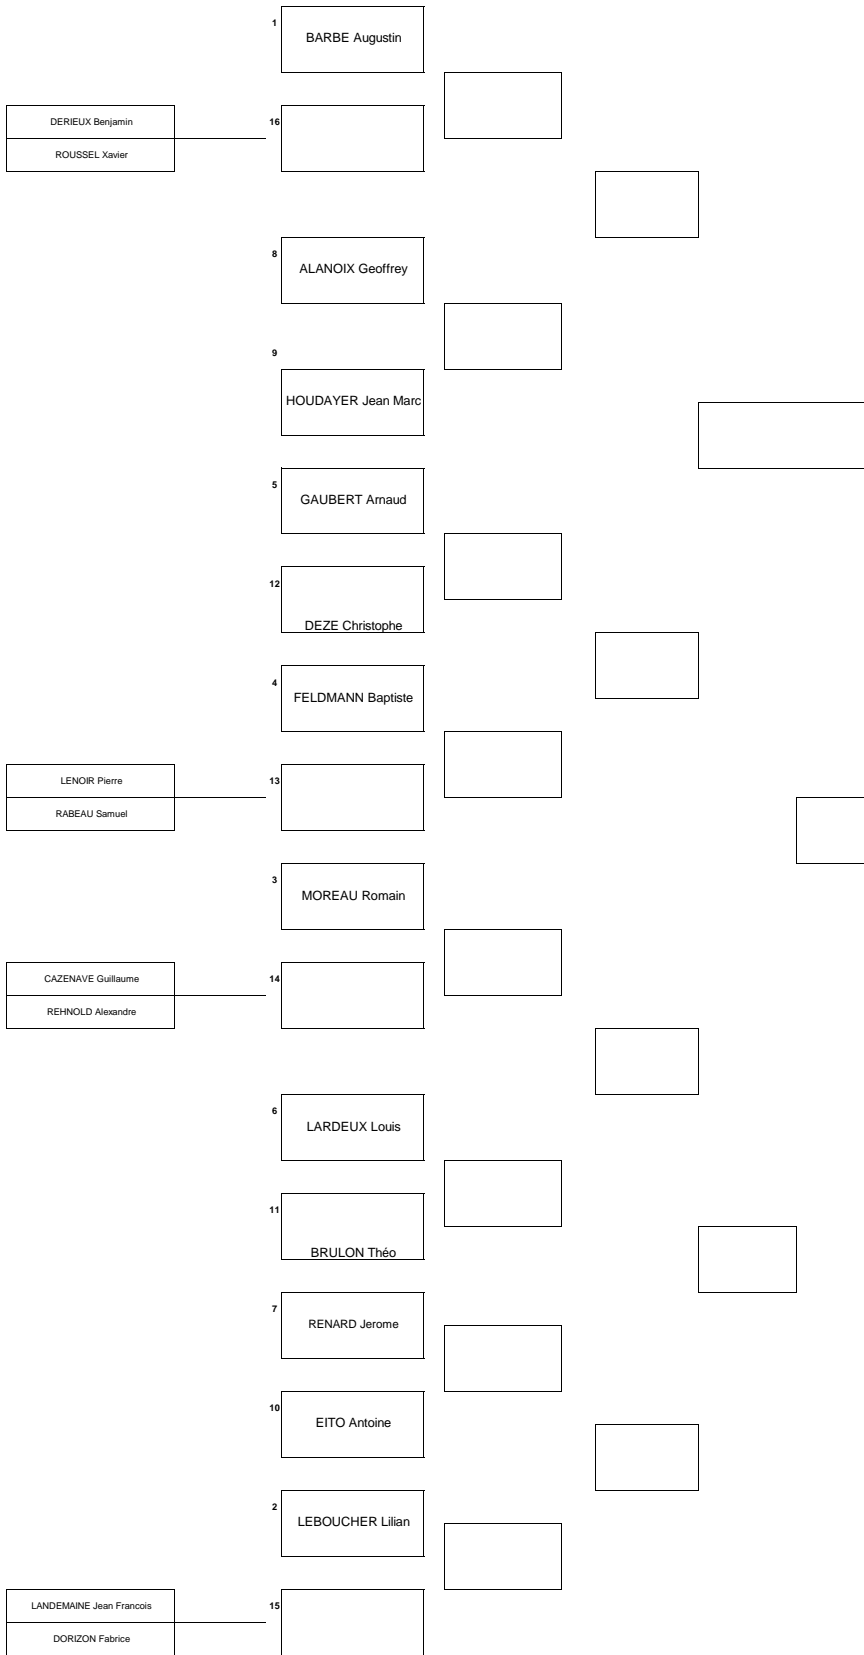 1
BARBE Augustin
DERIEUX Benjamin
16
ROUSSEL Xavier
8
ALANOIX Geoffrey
9
HOUDAYER Jean Marc
5
GAUBERT Arnaud
12
DEZE Christophe
4
FELDMANN Baptiste
LENOIR Pierre
13
RABEAU Samuel
3
MOREAU Romain
CAZENAVE Guillaume
14
REHNOLD Alexandre
6
LARDEUX Louis
11
BRULON Théo
7
RENARD Jerome
10
EITO Antoine
2
LEBOUCHER Lilian
LANDEMAINE Jean Francois
15
DORIZON Fabrice